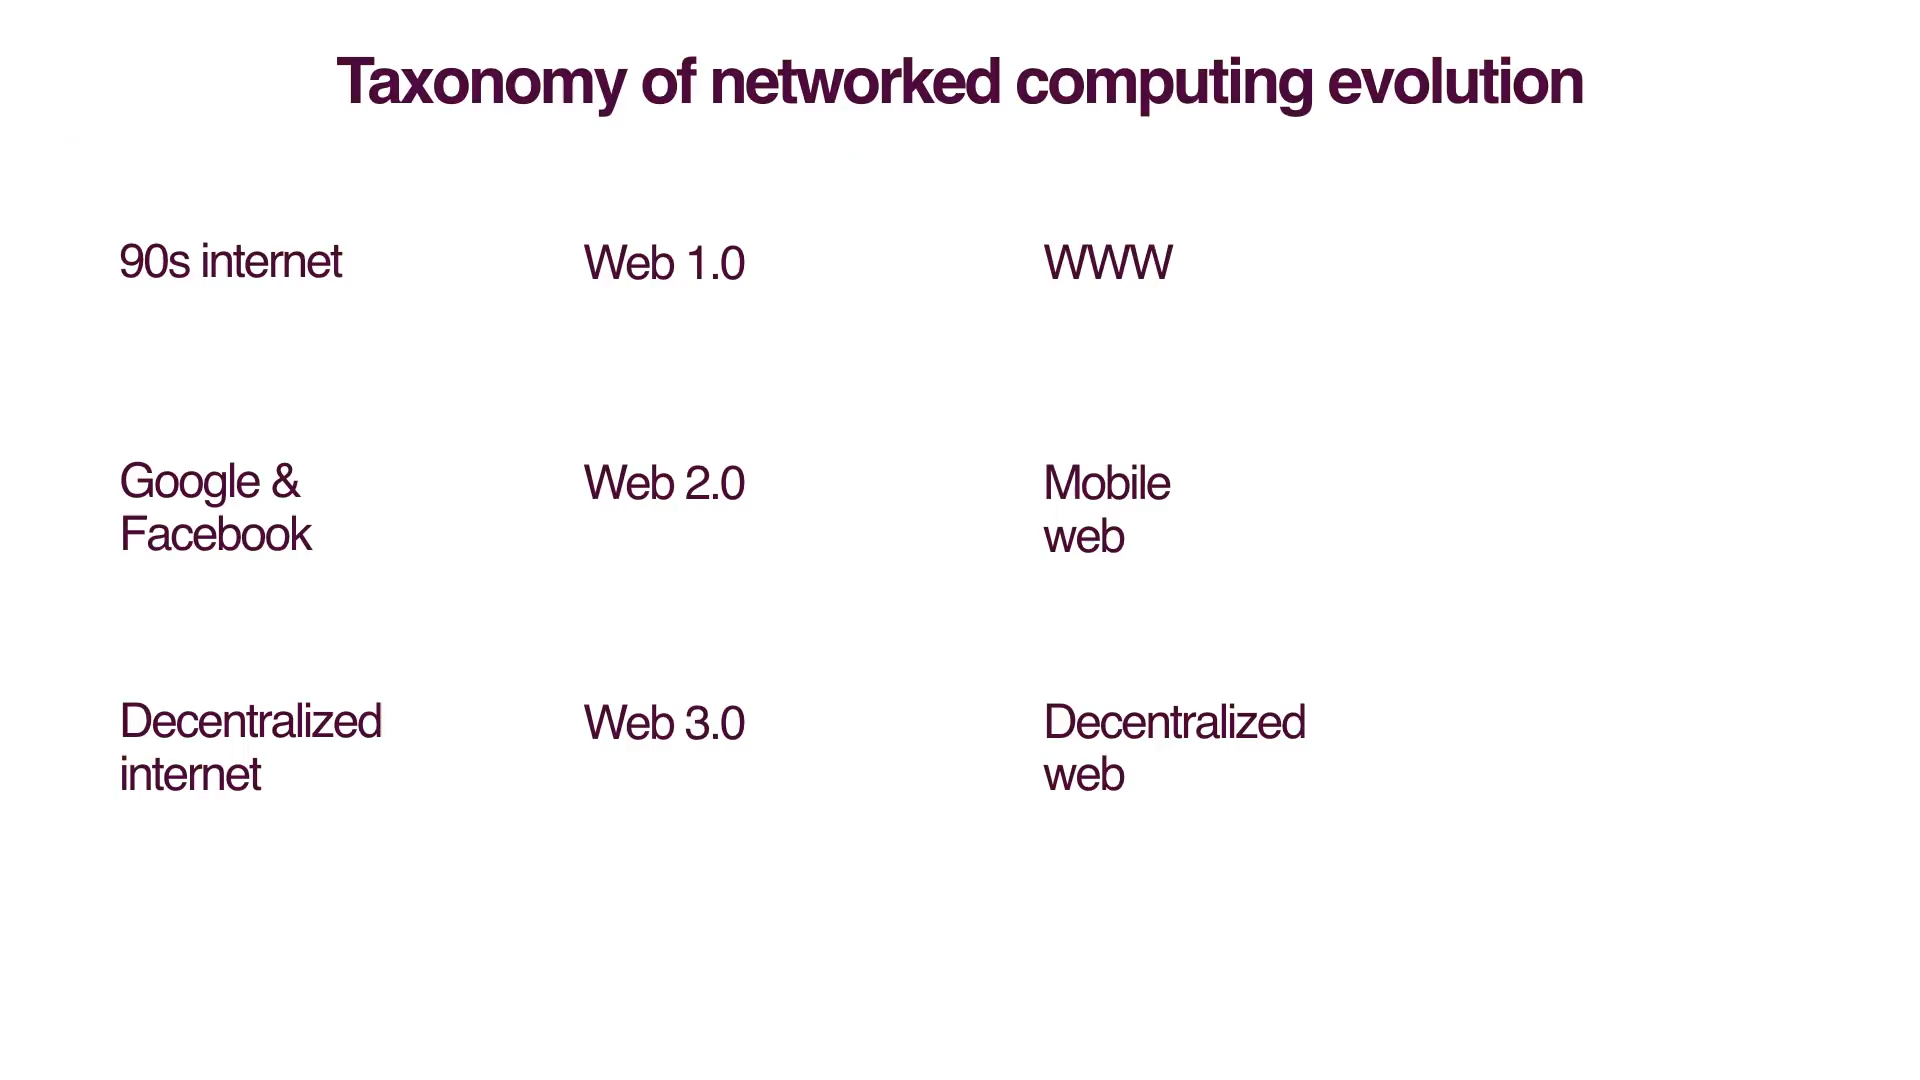 Taxonomy of networked computing evolution
90s internet
Web 1.0
WWW
Google &
Facebook
Web 2.0
Mobile
web
Decentralized
internet
Web 3.0
Decentralized
web